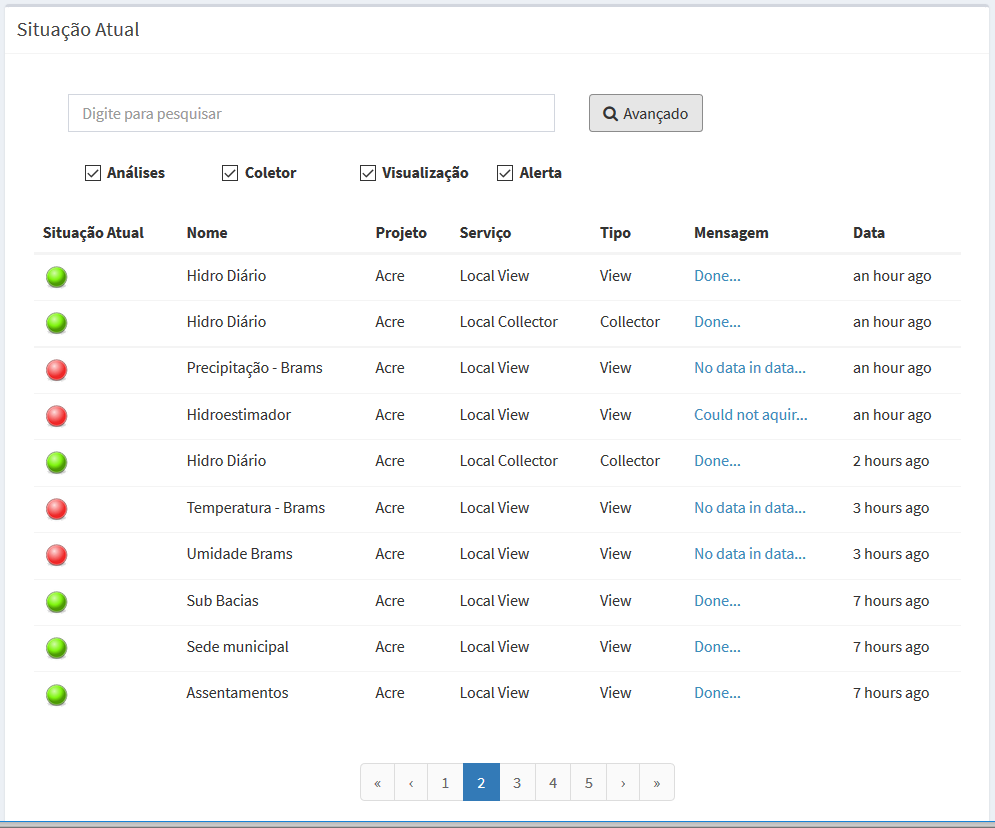 Situação Atual
Digite para pesquisar
Avançado
Análises Coletor Visualização Alerta
Situação Atual Nome Projeto Serviço Tipo Mensagem Data
Hidro Diário Acre Local View View Done... an hour ago
Hidro Diário Acre Local Collector Collector Done... an hour ago
Precipitação - Brams Acre Local View View No data in data... an hour ago
Hidroestimador Acre Local View View Could not aquir... an hour ago
Hidro Diário Acre Local Collector Collector Done... 2 hours ago
Temperatura - Brams Acre Local View View No data in data... 3 hours ago
Umidade Brams Acre Local View View No data in data... 3 hours ago
Sub Bacias Acre Local View View Done... 7 hours ago
Sede municipal Acre Local View View Done... 7 hours ago
Assentamentos Acre Local View View Done... 7 hours ago
« ‹ 1 2 3 4 5 › »